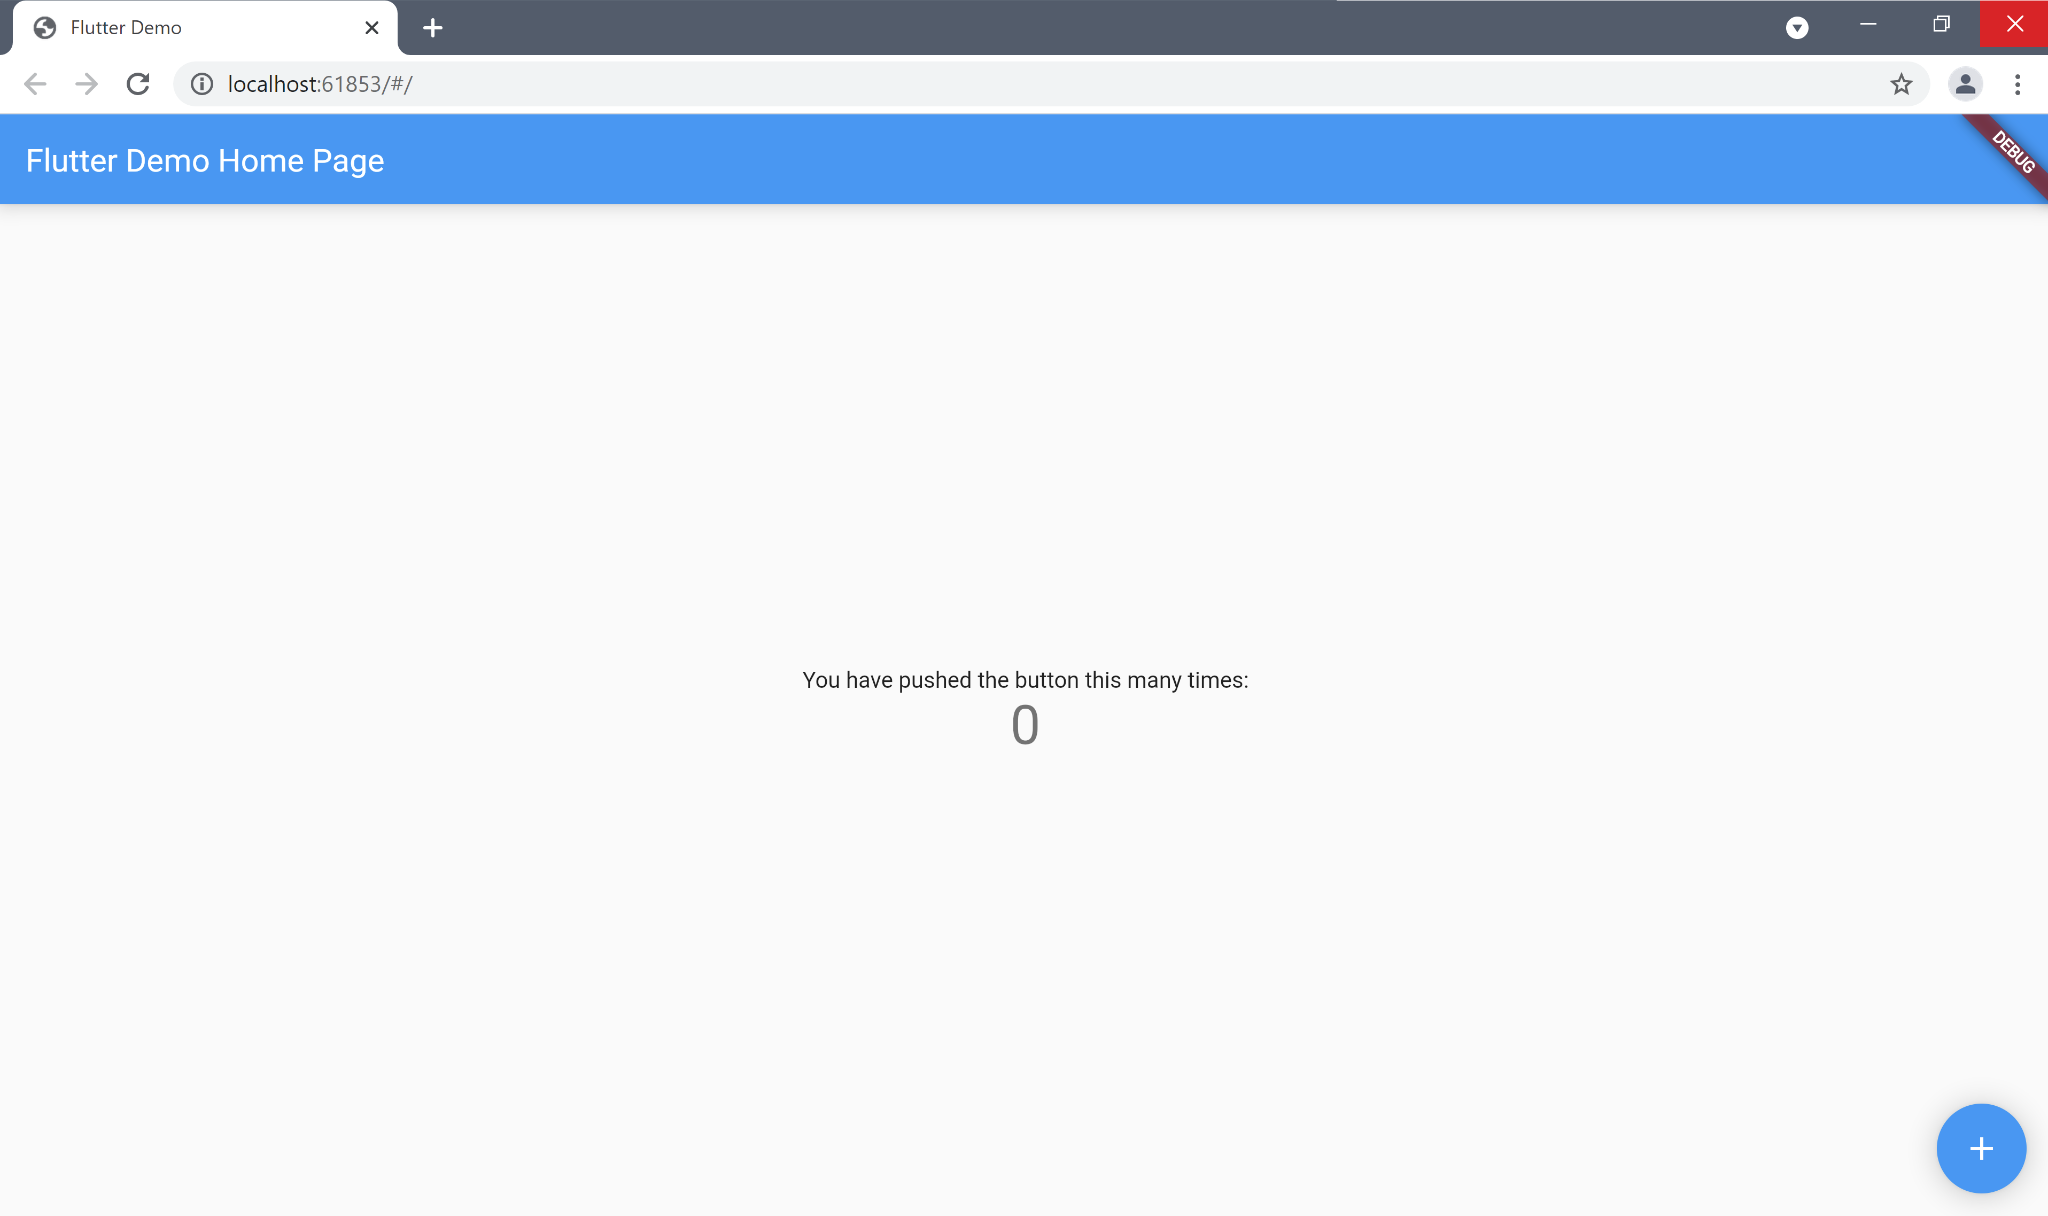 Flutter Demo
localhost:61853/#/
Flutter Demo Home Page
DEBUG
You have pushed the button this many times:
0